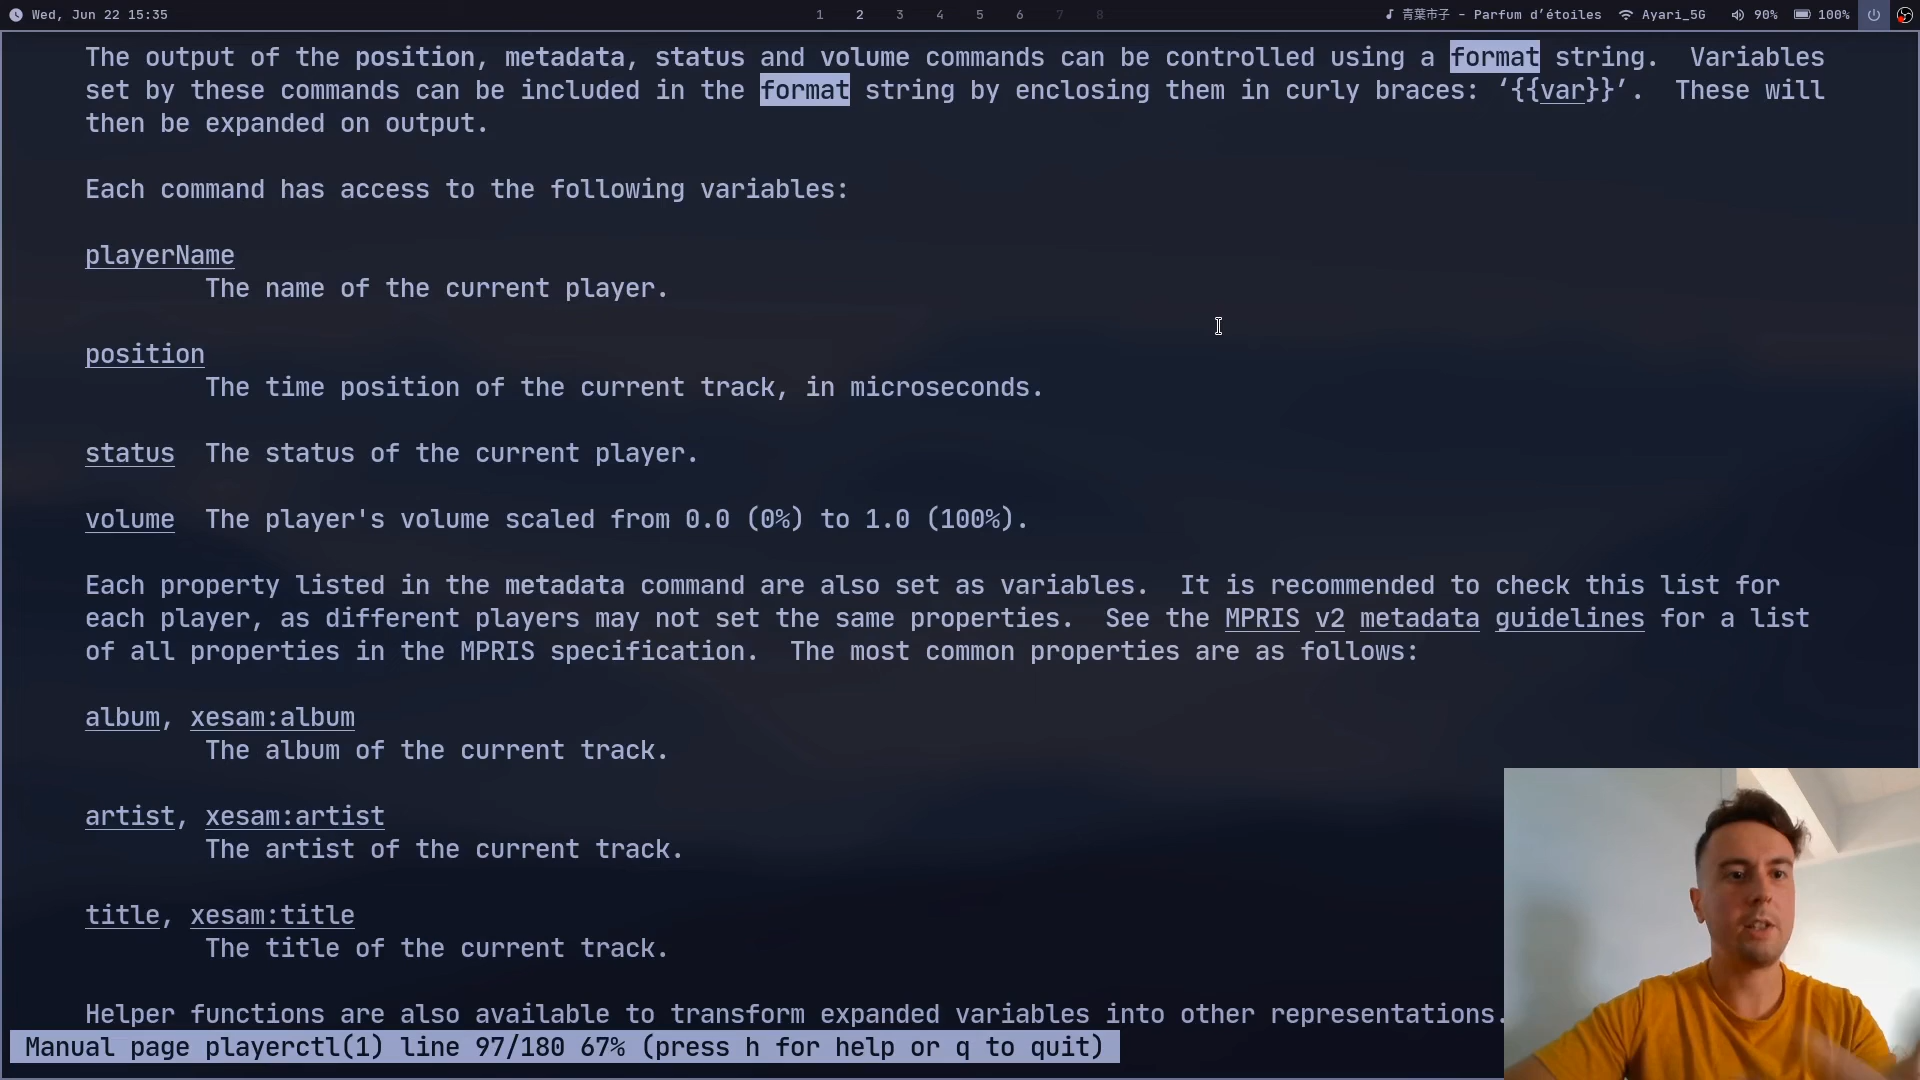 Wed, Jun 22 15:35 1 2 3 4 5 6 7 8 青葉市子 - Parfum d’étoiles Ayari_5G 90% 100%
The output of the position, metadata, status and volume commands can be controlled using a format string.  Variables
set by these commands can be included in the format string by enclosing them in curly braces: ‘{{var}}’.  These will
then be expanded on output.
Each command has access to the following variables:
playerName
The name of the current player.
position
The time position of the current track, in microseconds.
status  The status of the current player.
volume  The player's volume scaled from 0.0 (0%) to 1.0 (100%).
Each property listed in the metadata command are also set as variables.  It is recommended to check this list for
each player, as different players may not set the same properties.  See the MPRIS v2 metadata guidelines for a list
of all properties in the MPRIS specification.  The most common properties are as follows:
album, xesam:album
The album of the current track.
artist, xesam:artist
The artist of the current track.
title, xesam:title
The title of the current track.
Helper functions are also available to transform expanded variables into other representations.
Manual page playerctl(1) line 97/180 67% (press h for help or q to quit)